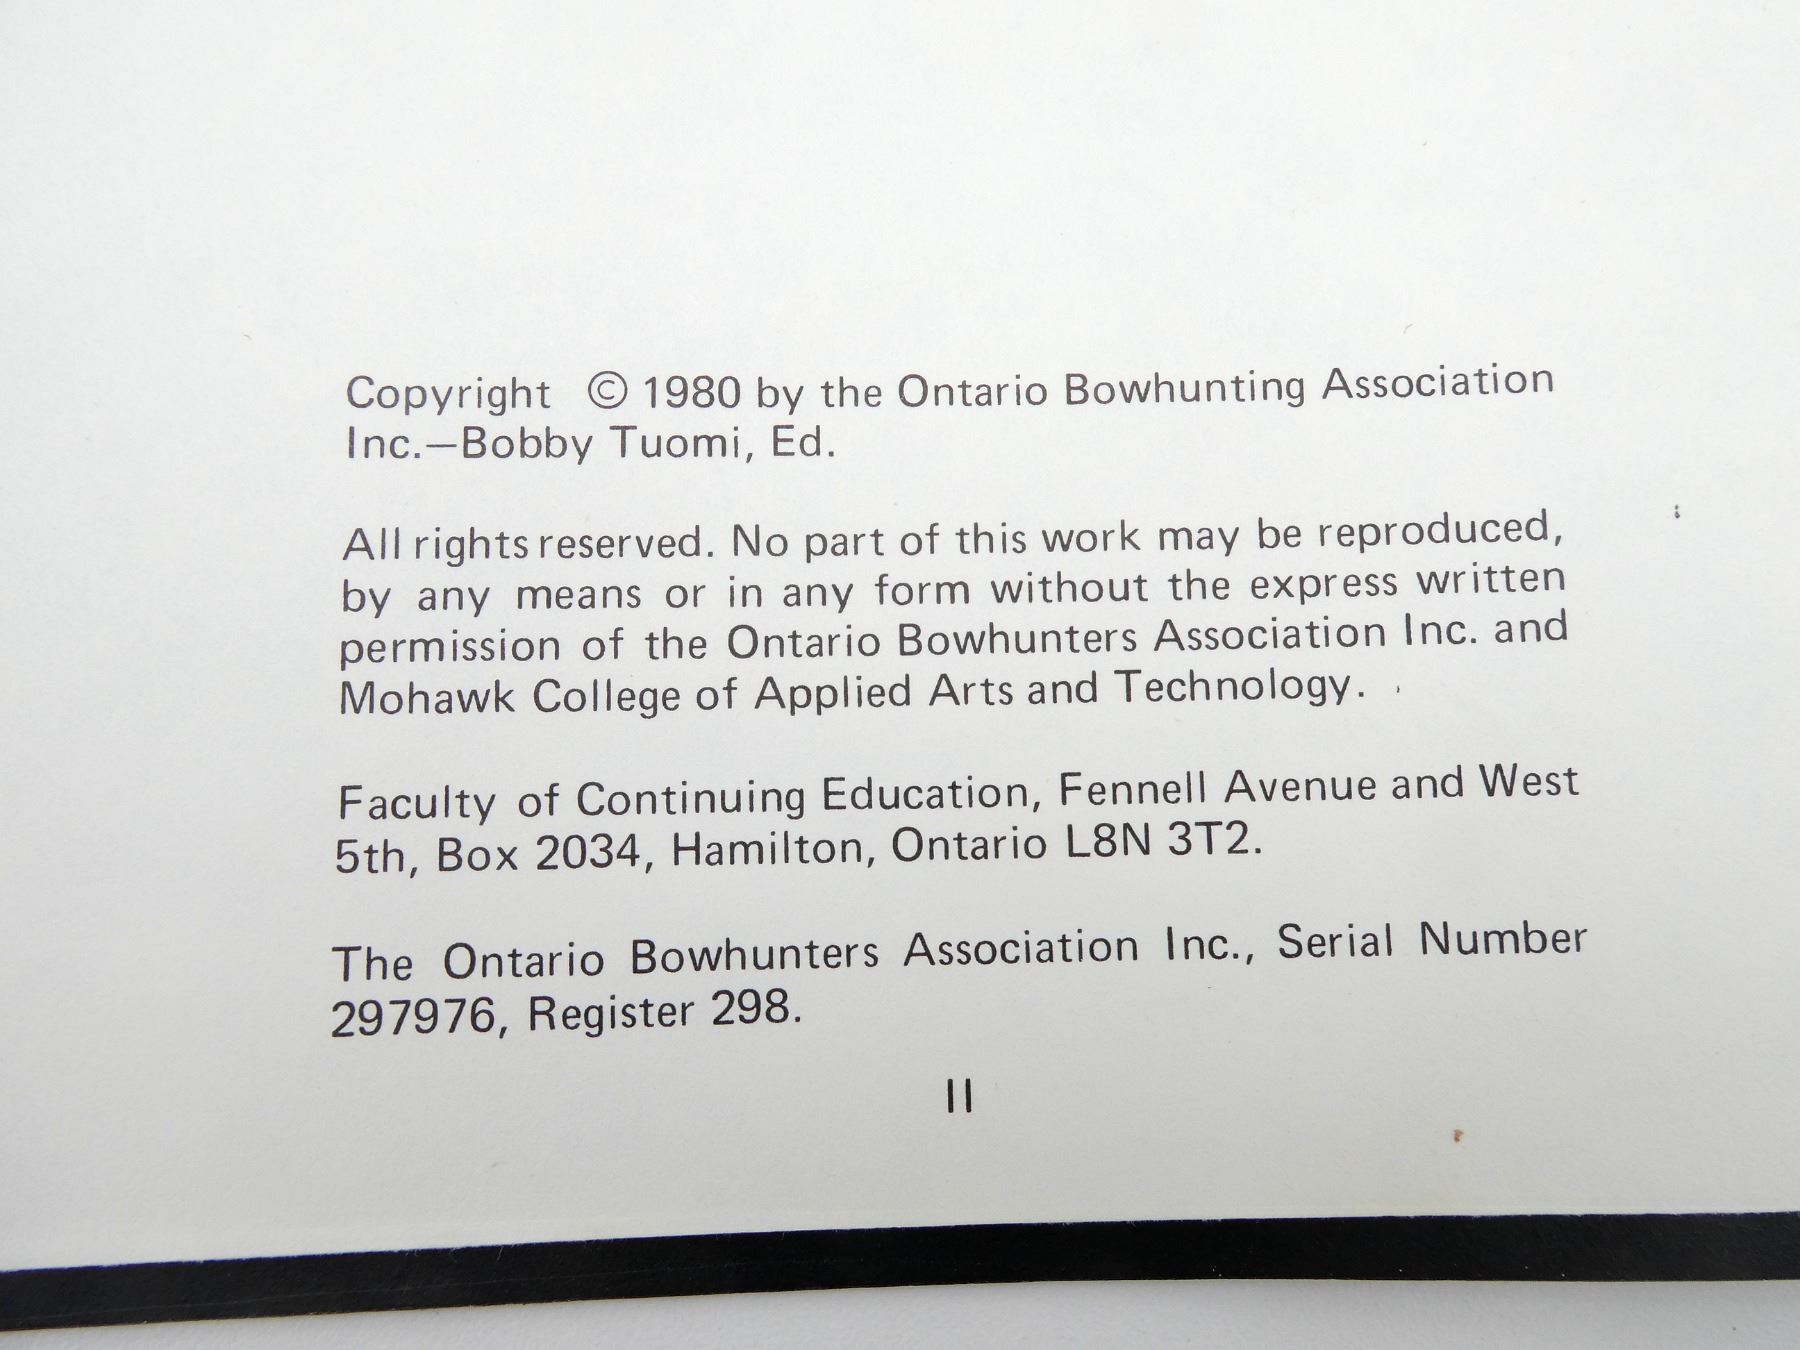 Copyright © 1980 by the Ontario Bowhunting Association
Inc.—Bobby Tuomi, Ed.
All rights reserved. No part of this work may be reproduced,
by any means or in any form without the express written
permission of the Ontario Bowhunters Association Inc. and
Mohawk College of Applied Arts and Technology.
Faculty of Continuing Education, Fennell Avenue and West
5th, Box 2034, Hamilton, Ontario L8N 3T2.
The Ontario Bowhunters Association Inc., Serial Number
297976, Register 298.
II